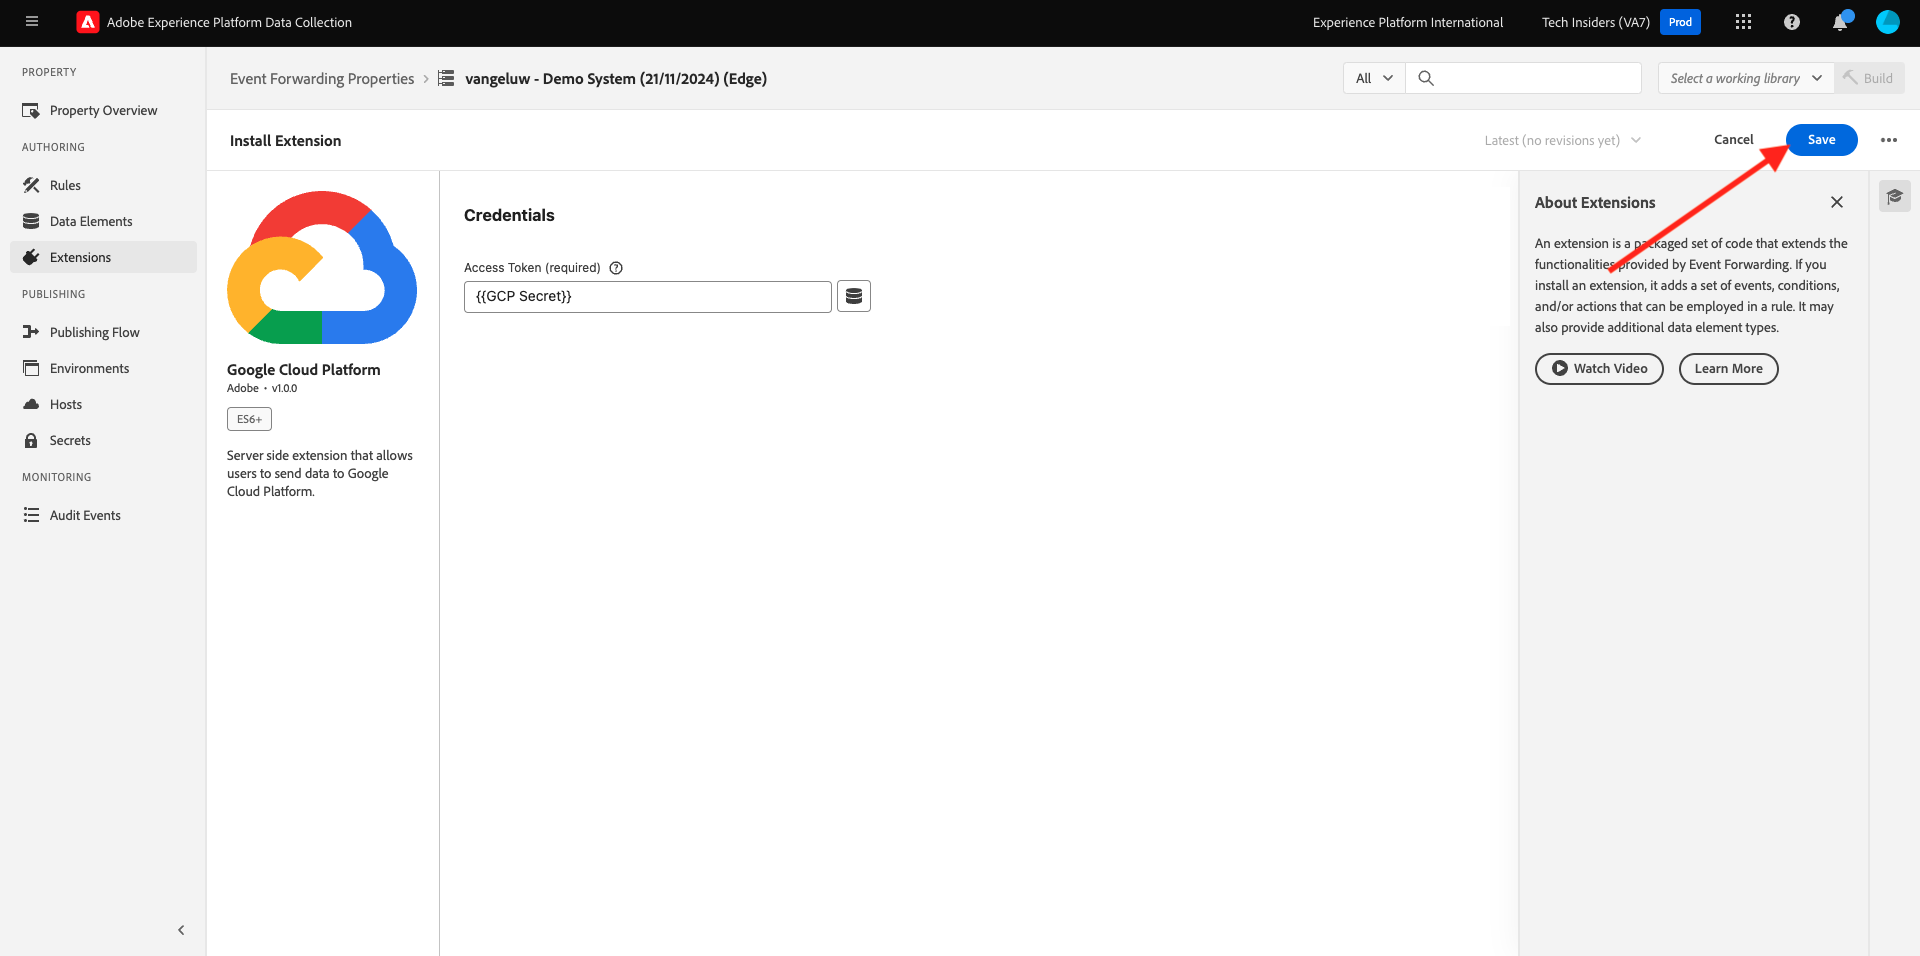 Adobe Experience Platform Data Collection
Experience Platform International
Tech Insiders (VA7)
Prod
PROPERTY
Property Overview
AUTHORING
Rules
Data Elements
Extensions
PUBLISHING
Publishing Flow
Environments
Hosts
Secrets
MONITORING
Audit Events
Event Forwarding Properties
vangeluw - Demo System (21/11/2024) (Edge)
All
Select a working library
Build
Install Extension
Latest (no revisions yet)
Cancel
Save
Google Cloud Platform
Adobe • v1.0.0
ES6+
Server side extension that allows
users to send data to Google
Cloud Platform.
Credentials
Access Token (required)
{{GCP Secret}}
About Extensions
An extension is a packaged set of code that extends the
functionalities provided by Event Forwarding. If you
install an extension, it adds a set of events, conditions,
and/or actions that can be employed in a rule. It may
also provide additional data element types.
Watch Video
Learn More